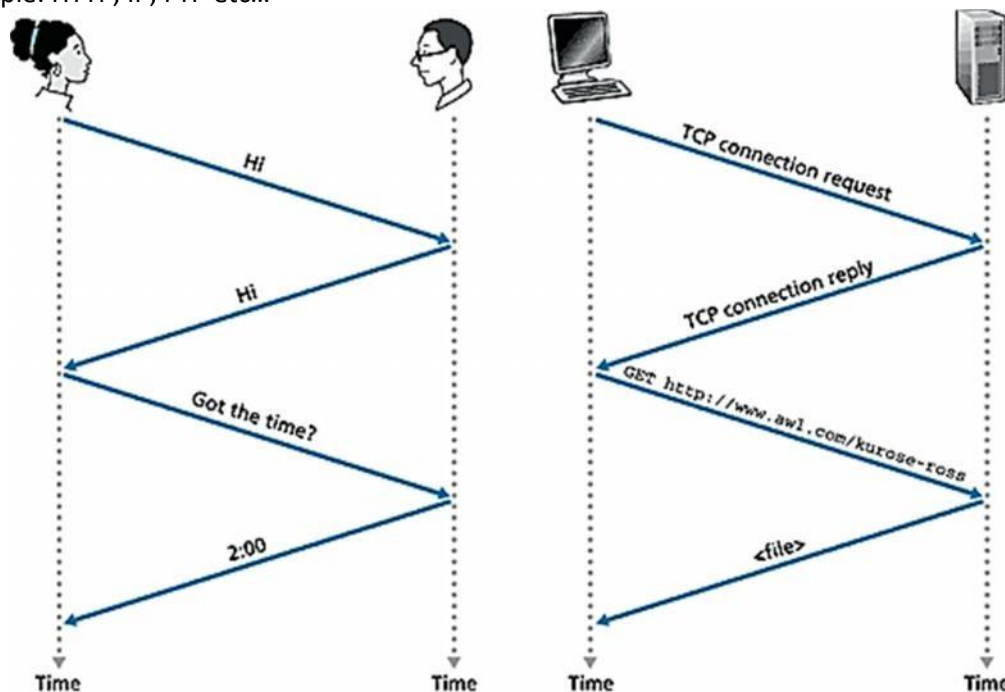 Hi
Hi
Got the time?
2:00
Time
Time
TCP connection request
TCP connection reply
GET http://www.awl.com/kurose-ross
<file>
Time
Time